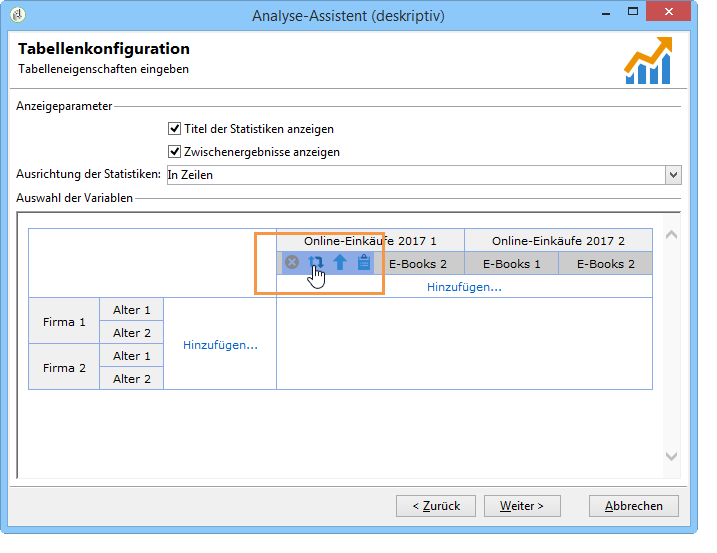 Analyse-Assistent (deskriptiv)
Tabellenkonfiguration
Tabelleneigenschaften eingeben
Anzeigeparameter
Titel der Statistiken anzeigen
Zwischenergebnisse anzeigen
Ausrichtung der Statistiken: In Zeilen
Auswahl der Variablen
Online-Einkäufe 2017 1 Online-Einkäufe 2017 2
E-Books 2 E-Books 1 E-Books 2
Hinzufügen...
Firma 1 Alter 1
Alter 2
Hinzufügen...
Firma 2 Alter 1
Alter 2
< Zurück Weiter > Abbrechen